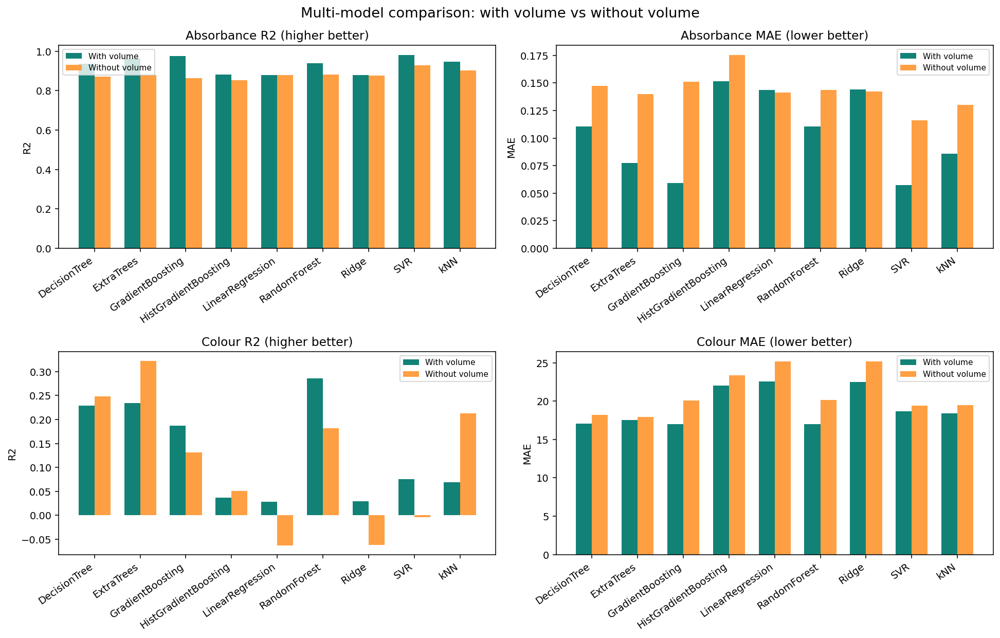 Multi-model comparison: with volume vs without volume
Absorbance R2 (higher better)
With volume
Without volume
R2
1.0
0.8
0.6
0.4
0.2
0.0
DecisionTree
ExtraTrees
GradientBoosting
HistGradientBoosting
LinearRegression
RandomForest
Ridge
SVR
kNN
Absorbance MAE (lower better)
With volume
Without volume
MAE
0.175
0.150
0.125
0.100
0.075
0.050
0.025
0.000
DecisionTree
ExtraTrees
GradientBoosting
HistGradientBoosting
LinearRegression
RandomForest
Ridge
SVR
kNN
Colour R2 (higher better)
With volume
Without volume
R2
0.30
0.25
0.20
0.15
0.10
0.05
0.00
−0.05
DecisionTree
ExtraTrees
GradientBoosting
HistGradientBoosting
LinearRegression
RandomForest
Ridge
SVR
kNN
Colour MAE (lower better)
With volume
Without volume
MAE
25
20
15
10
5
0
DecisionTree
ExtraTrees
GradientBoosting
HistGradientBoosting
LinearRegression
RandomForest
Ridge
SVR
kNN